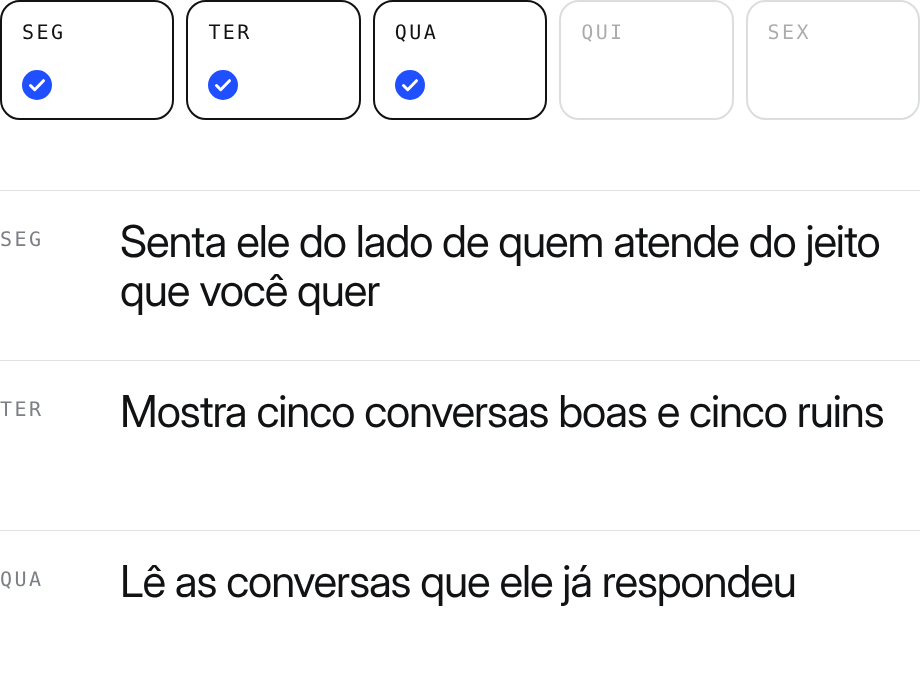 SEG
TER
QUA
QUI
SEX
SEG
Senta ele do lado de quem atende do jeito
que você quer
TER
Mostra cinco conversas boas e cinco ruins
QUA
Lê as conversas que ele já respondeu